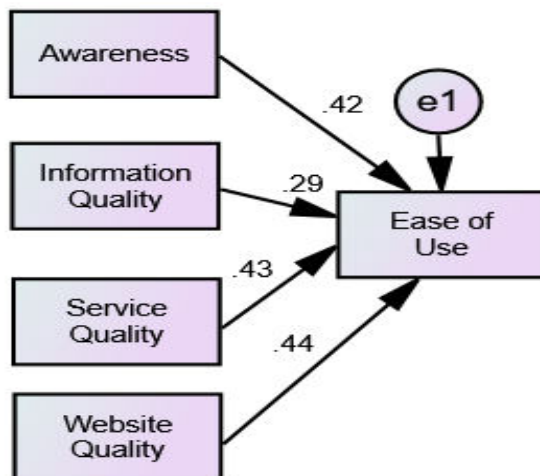 Awareness
.42
e1
Information
Quality
.29
Ease of
Use
.43
Service
Quality
.44
Website
Quality